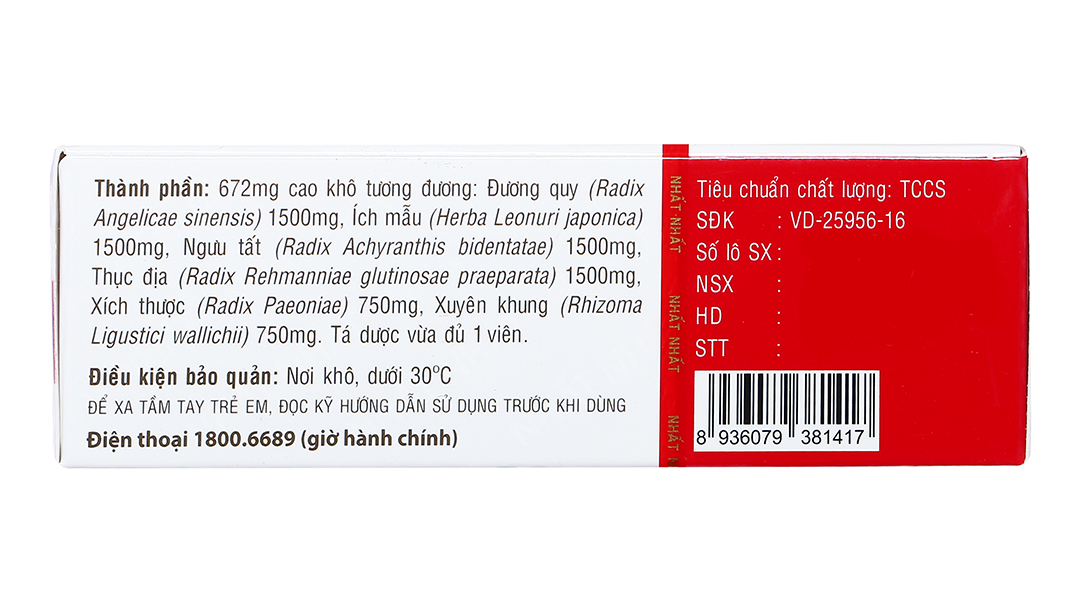 Thành phần: 672mg cao khô tương đương: Đương quy (Radix
Angelicae sinensis) 1500mg, Ích mẫu (Herba Leonuri japonica)
1500mg, Ngưu tất (Radix Achyranthis bidentatae) 1500mg,
Thục địa (Radix Rehmanniae glutinosae praeparata) 1500mg,
Xích thược (Radix Paeoniae) 750mg, Xuyên khung (Rhizoma
Ligustici wallichii) 750mg. Tá dược vừa đủ 1 viên.
Điều kiện bảo quản: Nơi khô, dưới 30°C
ĐỂ XA TẦM TAY TRẺ EM, ĐỌC KỸ HƯỚNG DẪN SỬ DỤNG TRƯỚC KHI DÙNG
Điện thoại 1800.6689 (giờ hành chính)
NHẤT NHẤT
NHẤT NHẤT
NHẤT
Tiêu chuẩn chất lượng: TCCS
SĐK : VD-25956-16
Số lô SX :
NSX :
HD :
STT :
8 936079 381417